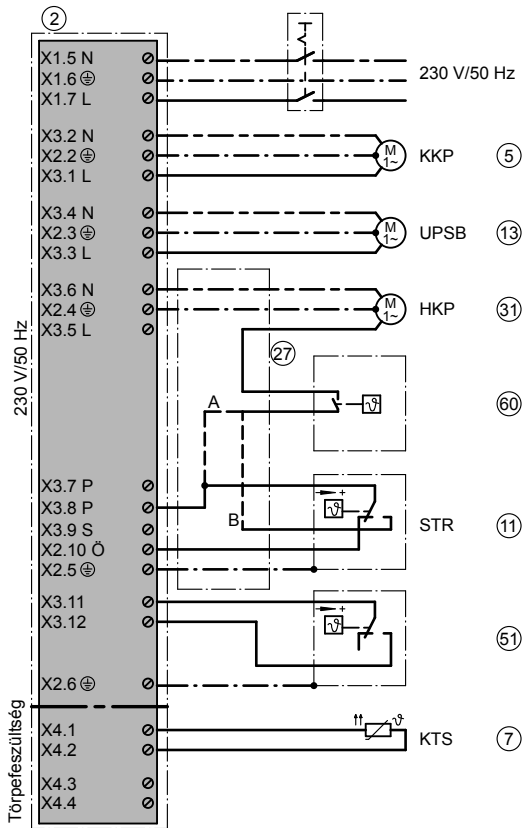 2
X1.5 N
X1.6
X1.7 L
230 V/50 Hz
X3.2 N
X2.2
X3.1 L
M
1~
KKP
5
X3.4 N
X2.3
X3.3 L
M
1~
UPSB
13
X3.6 N
X2.4
X3.5 L
M
1~
HKP
31
27
230 V/50 Hz
A
ϑ
60
X3.7 P
X3.8 P
X3.9 S
X2.10 Ö
X2.5
B
+
ϑ
STR
11
X3.11
X3.12
+
ϑ
51
X2.6
Törpefeszültség
X4.1
X4.2
ϑ
KTS
7
X4.3
X4.4